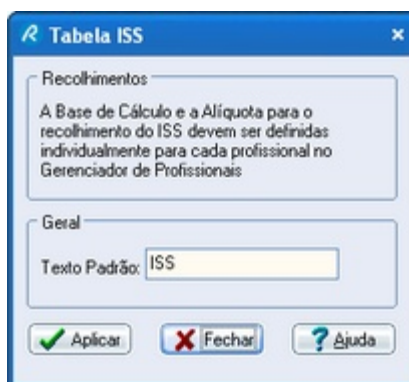 Tabela ISS
Recolhimentos
A Base de Cálculo e a Alíquota para o
recolhimento do ISS devem ser definidas
individualmente para cada profissional no
Gerenciador de Profissionais
Geral
Texto Padrão: ISS
Aplicar Fechar Ajuda